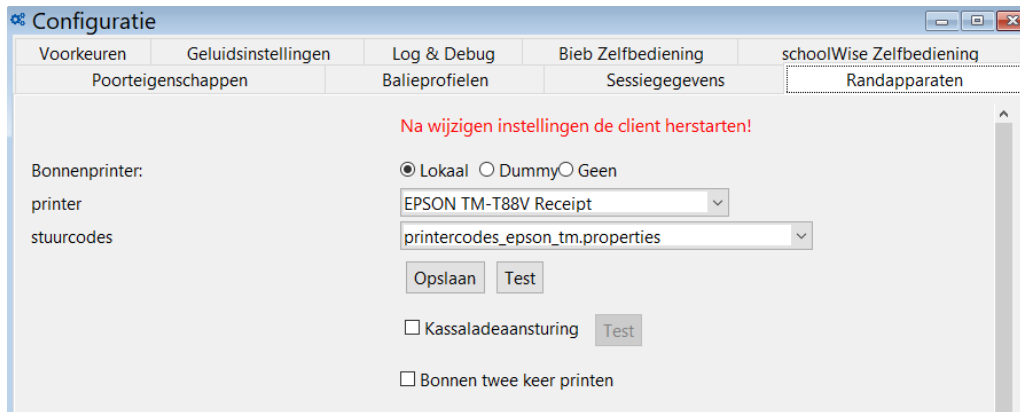 Configuratie
Voorkeuren Geluidsinstellingen Log & Debug Bieb Zelfbediening schoolWise Zelfbediening
Poorteigenschappen Balieprofielen Sessiegegevens Randapparaten
Na wijzigen instellingen de client herstarten!
Bonnenprinter: Lokaal Dummy Geen
printer EPSON TM-T88V Receipt
stuurcodes printercodes_epson_tm.properties
Opslaan Test
Kassaladeaansturing Test
Bonnen twee keer printen